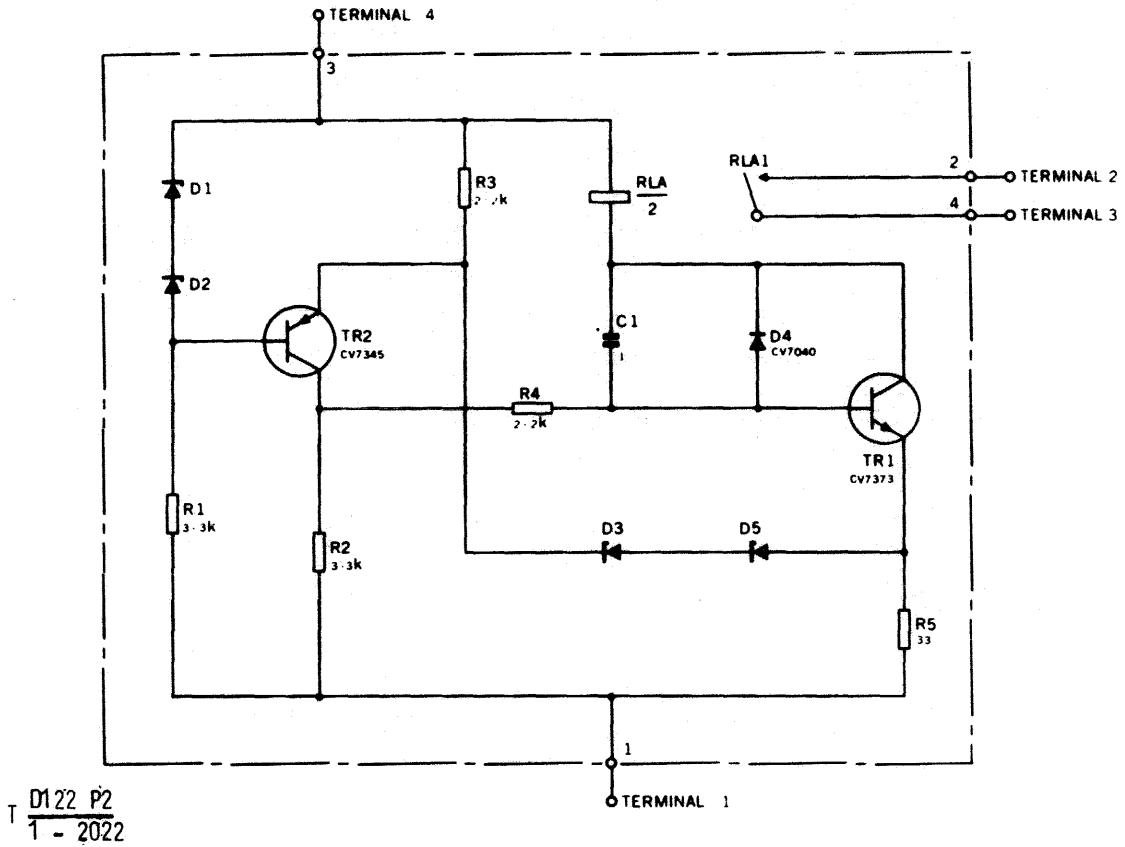 TERMINAL 4
3
D1
R3
2·2k
RLA
2
RLA1
2
TERMINAL 2
4
TERMINAL 3
D2
TR2
CV7345
C1
1
D4
CV7040
R4
2·2k
TR1
CV7373
R1
3·3k
R2
3·3k
D3
D5
R5
33
1
TERMINAL 1
T D122 P2
1 - 2022